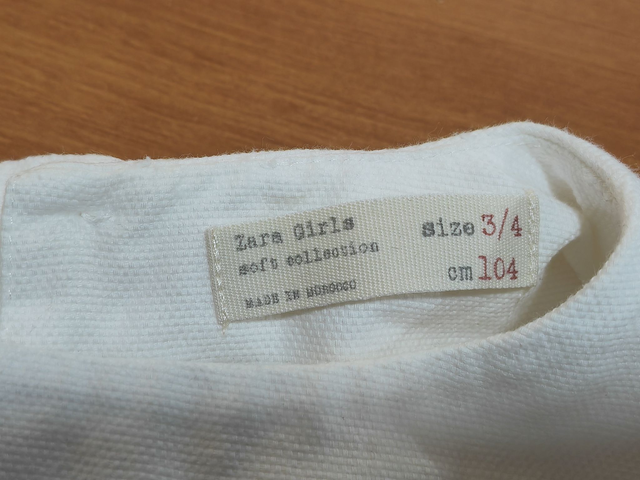 Zara Girls
soft collection
MADE IN MOROCCO
size 3/4
cm 104